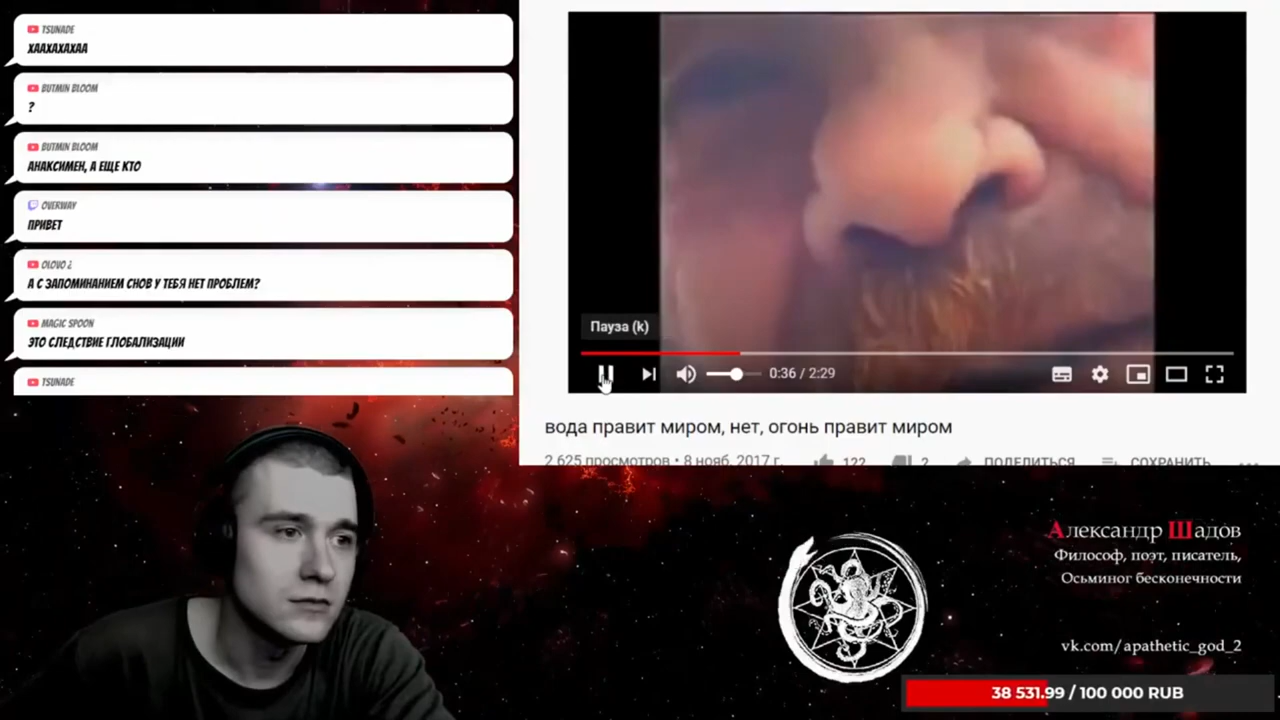 TSUNADE
ХААХАХАХАА
BUTMIN BLOOM
?
BUTMIN BLOOM
АНАКСИМЕН, А ЕЩЕ КТО
OVERWAY
ПРИВЕТ
OLOVO ¿
А С ЗАПОМИНАНИЕМ СНОВ У ТЕБЯ НЕТ ПРОБЛЕМ?
MAGIC SPOON
ЭТО СЛЕДСТВИЕ ГЛОБАЛИЗАЦИИ
TSUNADE
Пауза (k)
0:36 / 2:29
вода правит миром, нет, огонь правит миром
2 625 просмотров • 8 нояб. 2017 г. 122 2 ПОДЕЛИТЬСЯ СОХРАНИТЬ
Александр Шадов
Философ, поэт, писатель,
Осьминог бесконечности
vk.com/apathetic_god_2
38 531.99 / 100 000 RUB